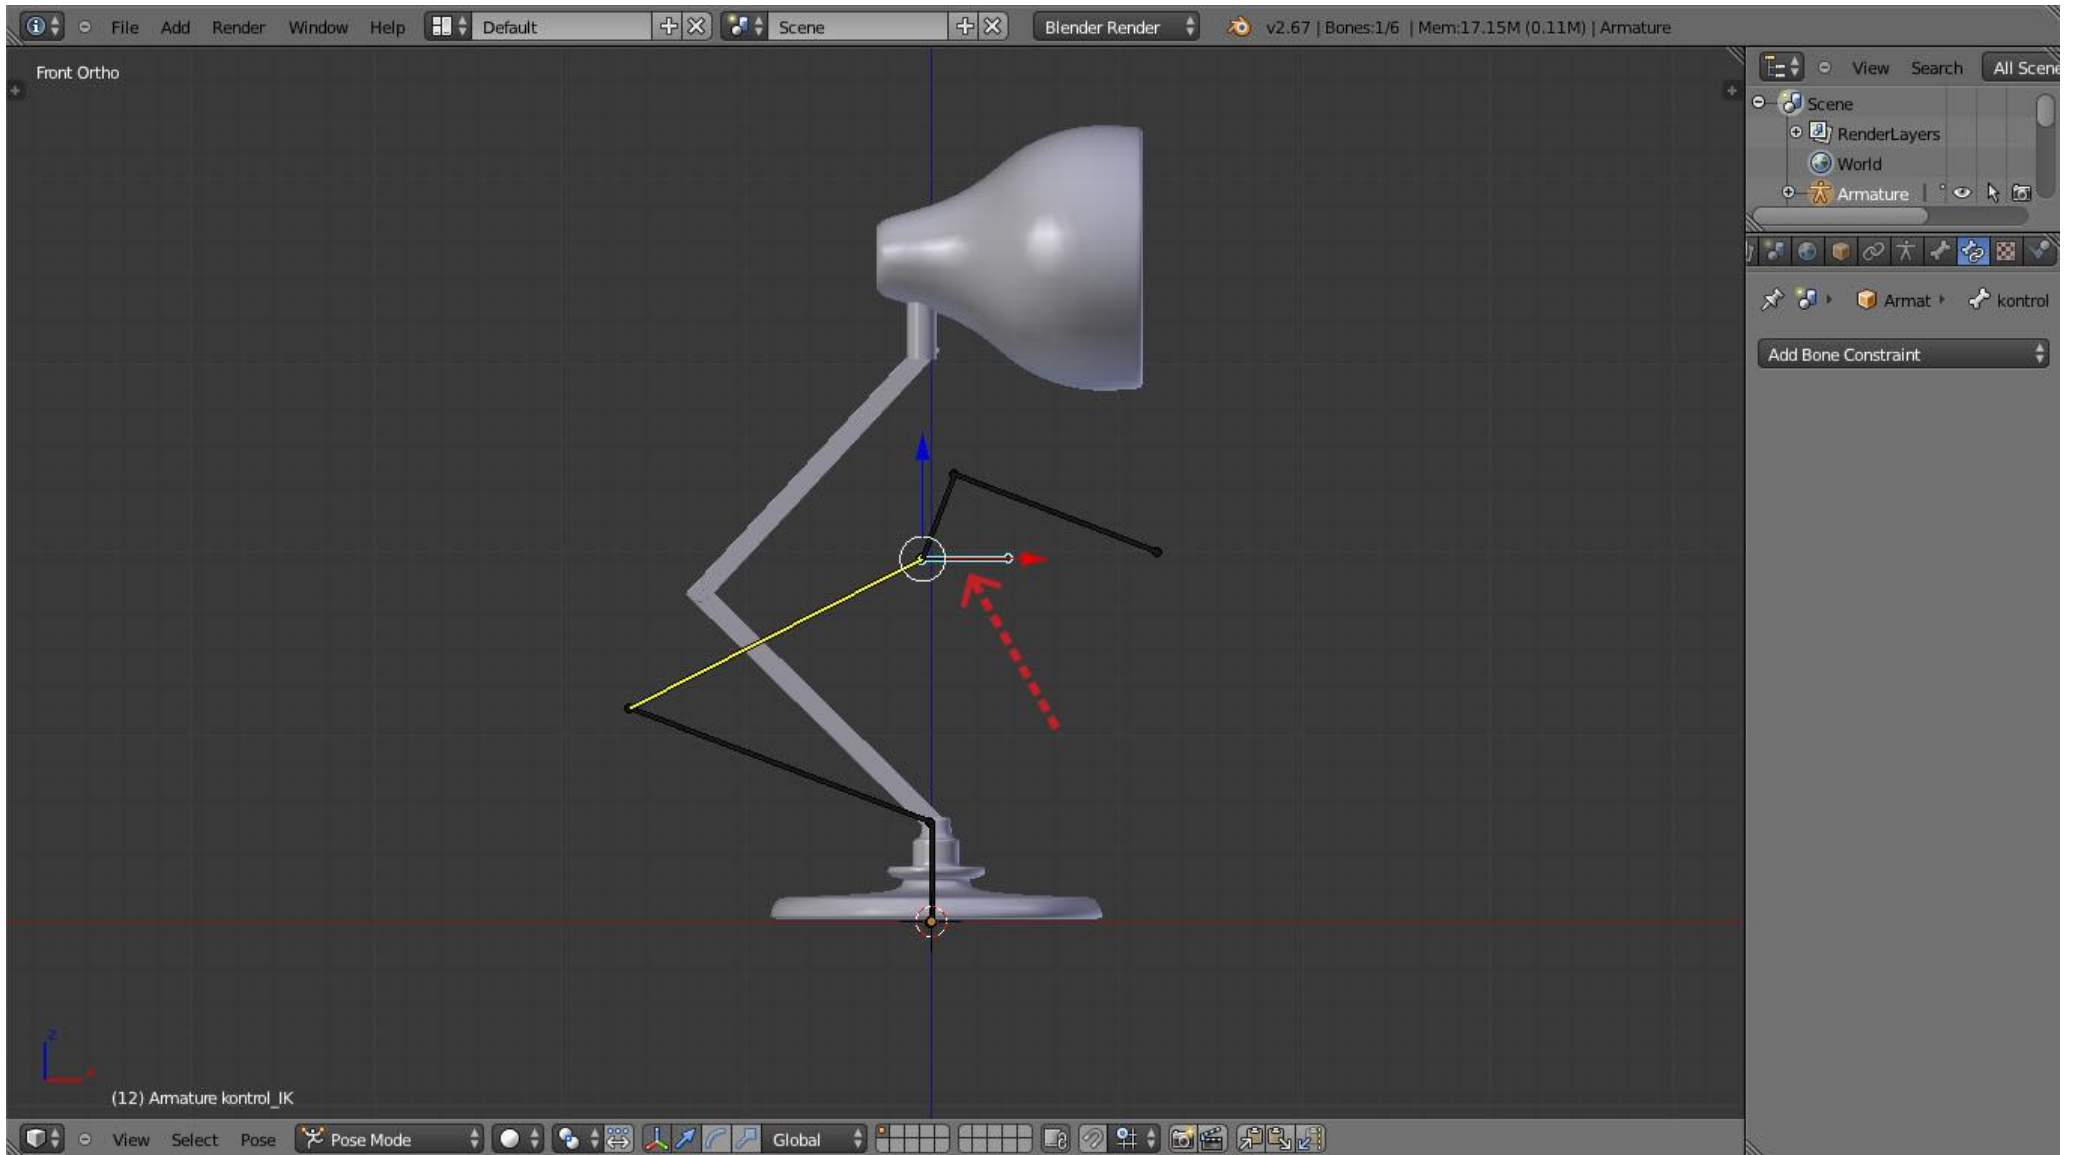 File Add Render Window Help Default Scene Blender Render v2.67 | Bones:1/6 | Mem:17.15M (0.11M) | Armature
Front Ortho
View Search All Scene
Scene
RenderLayers
World
Armature
Armat kontrol
Add Bone Constraint
z
x
(12) Armature kontrol_IK
View Select Pose Pose Mode Global